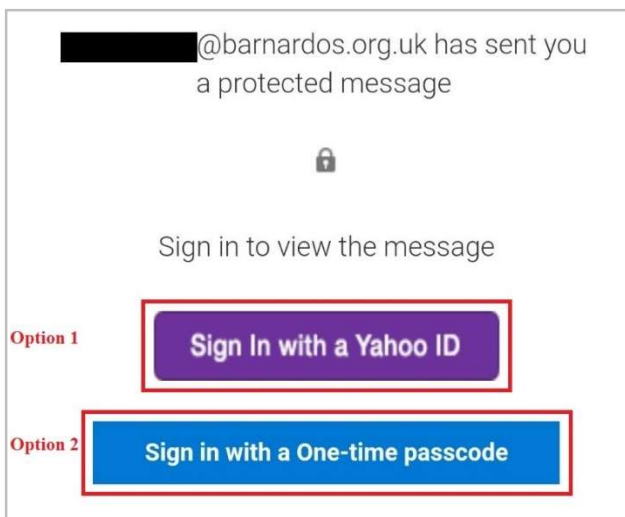 @barnardos.org.uk has sent you
a protected message
Sign in to view the message
Option 1
Sign In with a Yahoo ID
Option 2
Sign in with a One-time passcode